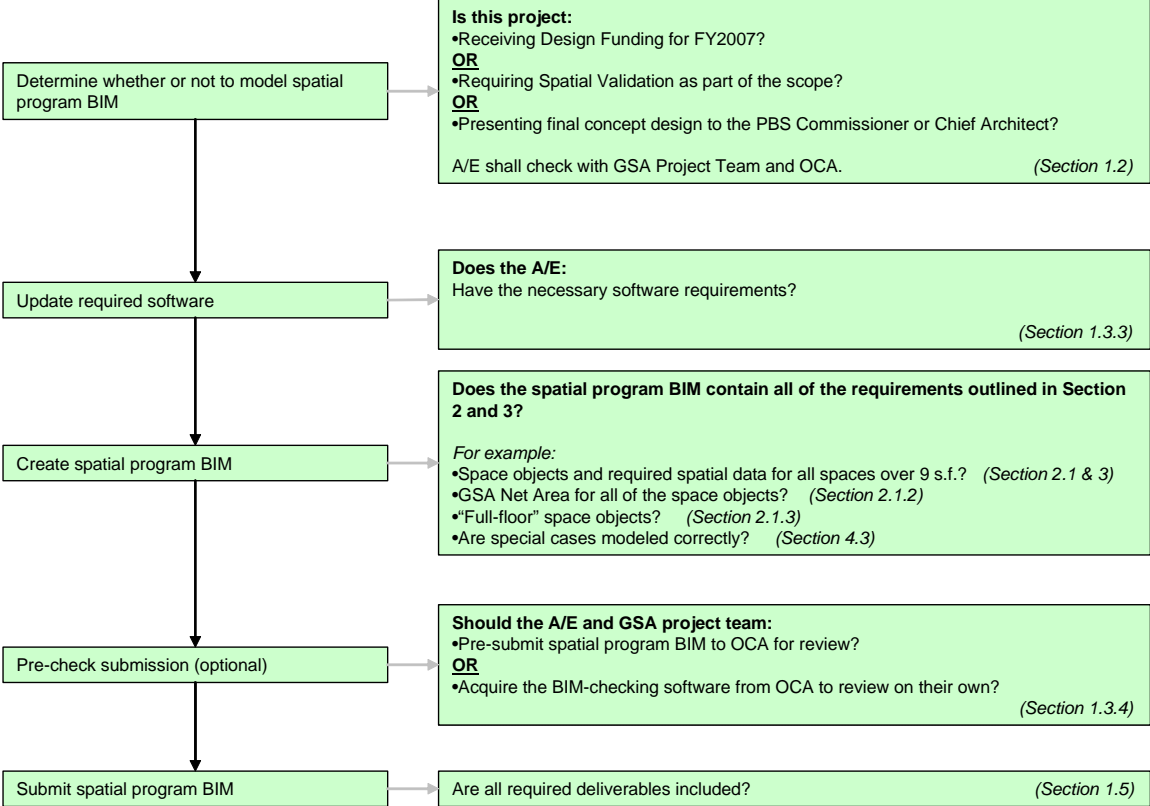 Is this project:
•Receiving Design Funding for FY2007?
OR
•Requiring Spatial Validation as part of the scope?
OR
•Presenting final concept design to the PBS Commissioner or Chief Architect?
A/E shall check with GSA Project Team and OCA. (Section 1.2)
Determine whether or not to model spatial
program BIM
Does the A/E:
Have the necessary software requirements?
(Section 1.3.3)
Update required software
Does the spatial program BIM contain all of the requirements outlined in Section
2 and 3?
For example:
•Space objects and required spatial data for all spaces over 9 s.f.? (Section 2.1 & 3)
•GSA Net Area for all of the space objects? (Section 2.1.2)
•“Full-floor” space objects? (Section 2.1.3)
•Are special cases modeled correctly? (Section 4.3)
Create spatial program BIM
Should the A/E and GSA project team:
•Pre-submit spatial program BIM to OCA for review?
OR
•Acquire the BIM-checking software from OCA to review on their own?
(Section 1.3.4)
Pre-check submission (optional)
Submit spatial program BIM
Are all required deliverables included? (Section 1.5)